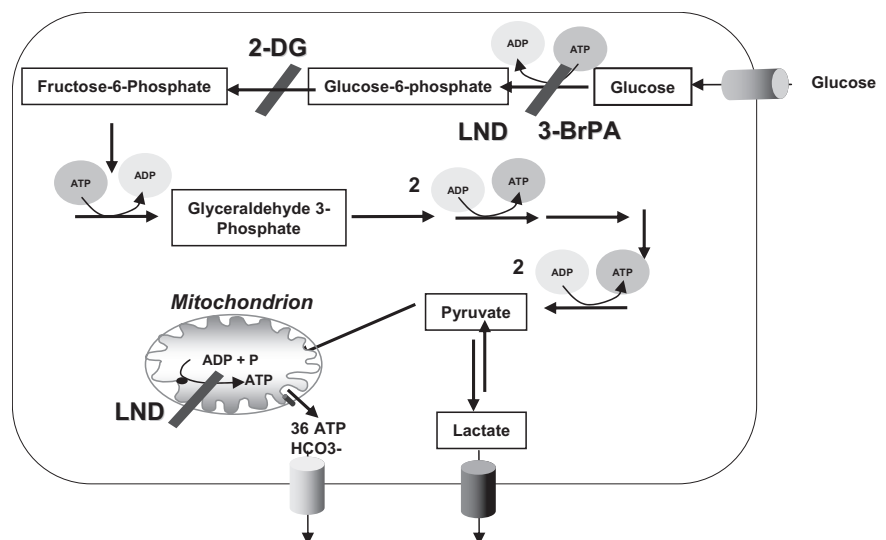 2-DG
ADP
ATP
Fructose-6-Phosphate
Glucose-6-phosphate
Glucose
Glucose
LND
3-BrPA
ATP
ADP
Glyceraldehyde 3-
Phosphate
2
ADP
ATP
2
ADP
ATP
Mitochondrion
Pyruvate
ADP + P
ATP
LND
36 ATP
HCO3-
Lactate